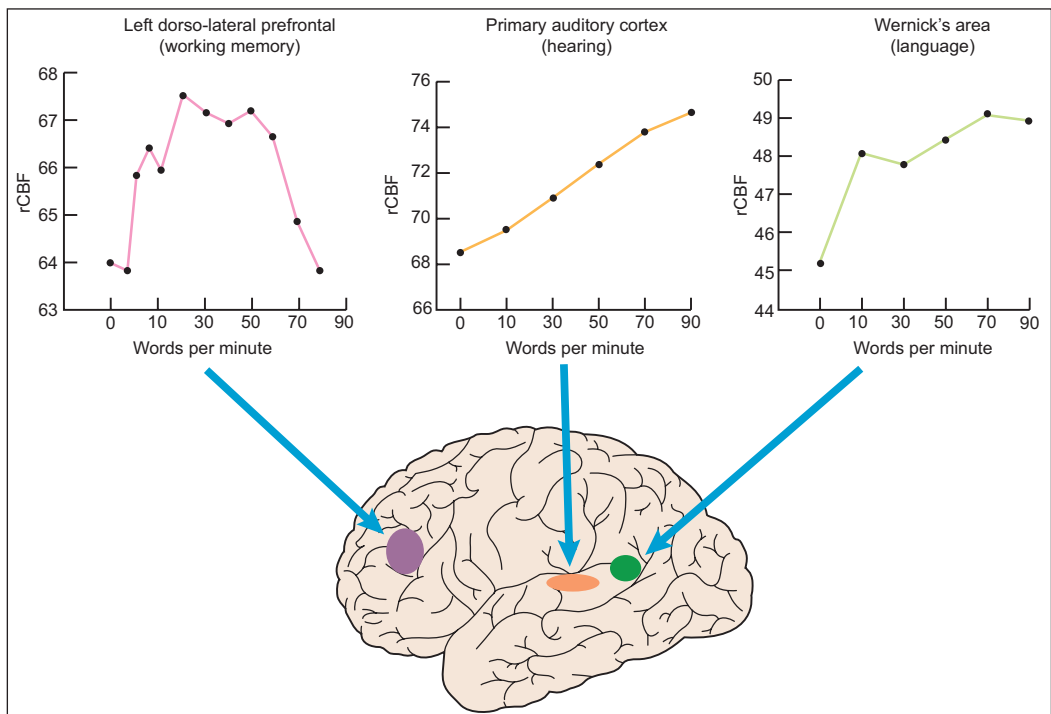 Left dorso-lateral prefrontal
(working memory)
68
67
66
65
64
63
rCBF
0 10 30 50 70 90
Words per minute
Primary auditory cortex
(hearing)
76
74
72
70
68
66
rCBF
0 10 30 50 70 90
Words per minute
Wernick's area
(language)
50
49
48
47
46
45
44
rCBF
0 10 30 50 70 90
Words per minute